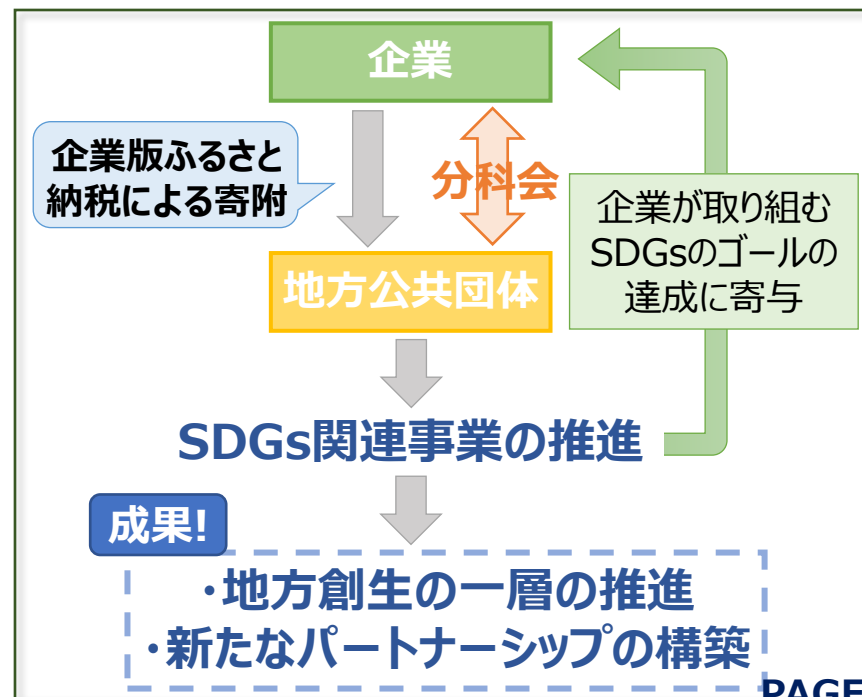 企業
企業版ふるさと
納税による寄附
分科会
企業が取り組む
SDGsのゴールの
達成に寄与
地方公共団体
SDGs関連事業の推進
成果!
・地方創生の一層の推進
・新たなパートナーシップの構築
PAGE